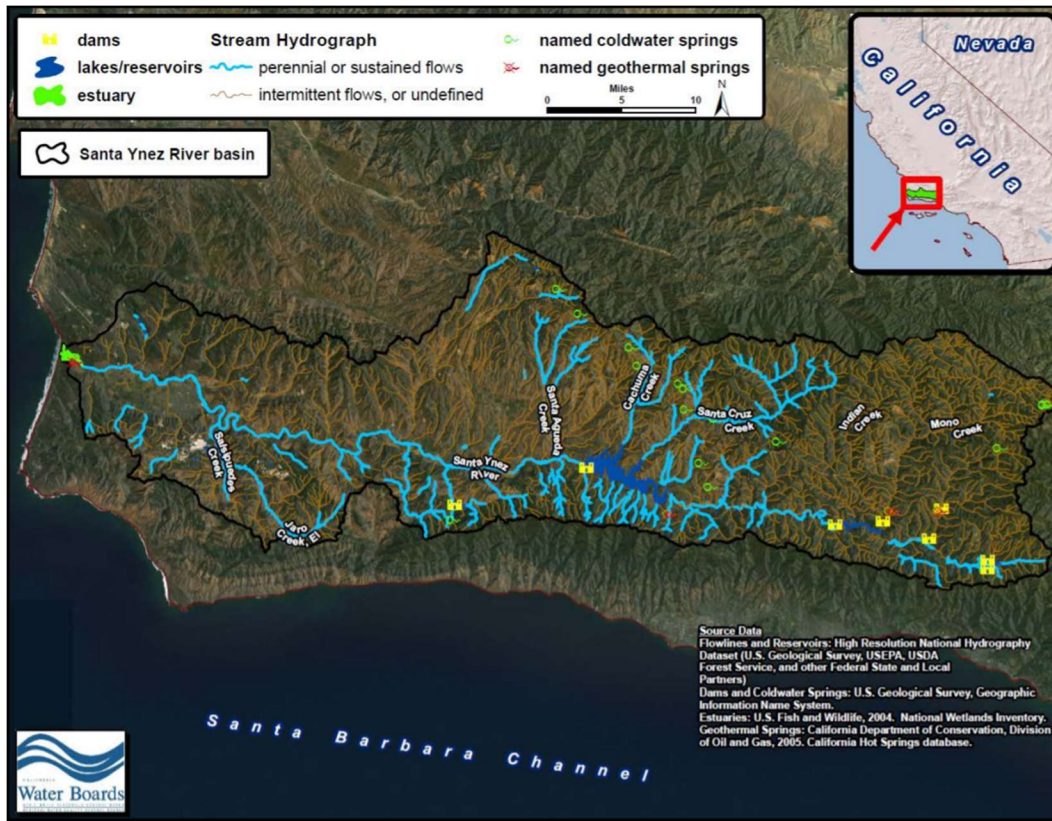 dams
lakes/reservoirs
estuary
Stream Hydrograph
perennial or sustained flows
intermittent flows, or undefined
named coldwater springs
named geothermal springs
Miles
0 5 10
N
Santa Ynez River basin
Nevada
California
Santa Agueda
Creek
Cachuma
Creek
Santa Cruz
Creek
Indian
Creek
Mono
Creek
Salsipuedes
Creek
Santa Ynez
River
Jaro
Creek, El
Source Data
Flowlines and Reservoirs: High Resolution National Hydrography
Dataset (U.S. Geological Survey, USEPA, USDA
Forest Service, and other Federal State and Local
Partners)
Dams and Coldwater Springs: U.S. Geological Survey, Geographic
Information Name System.
Estuaries: U.S. Fish and Wildlife, 2004. National Wetlands Inventory.
Geothermal Springs: California Department of Conservation, Division
of Oil and Gas, 2005. California Hot Springs database.
Santa Barbara Channel
Water Boards